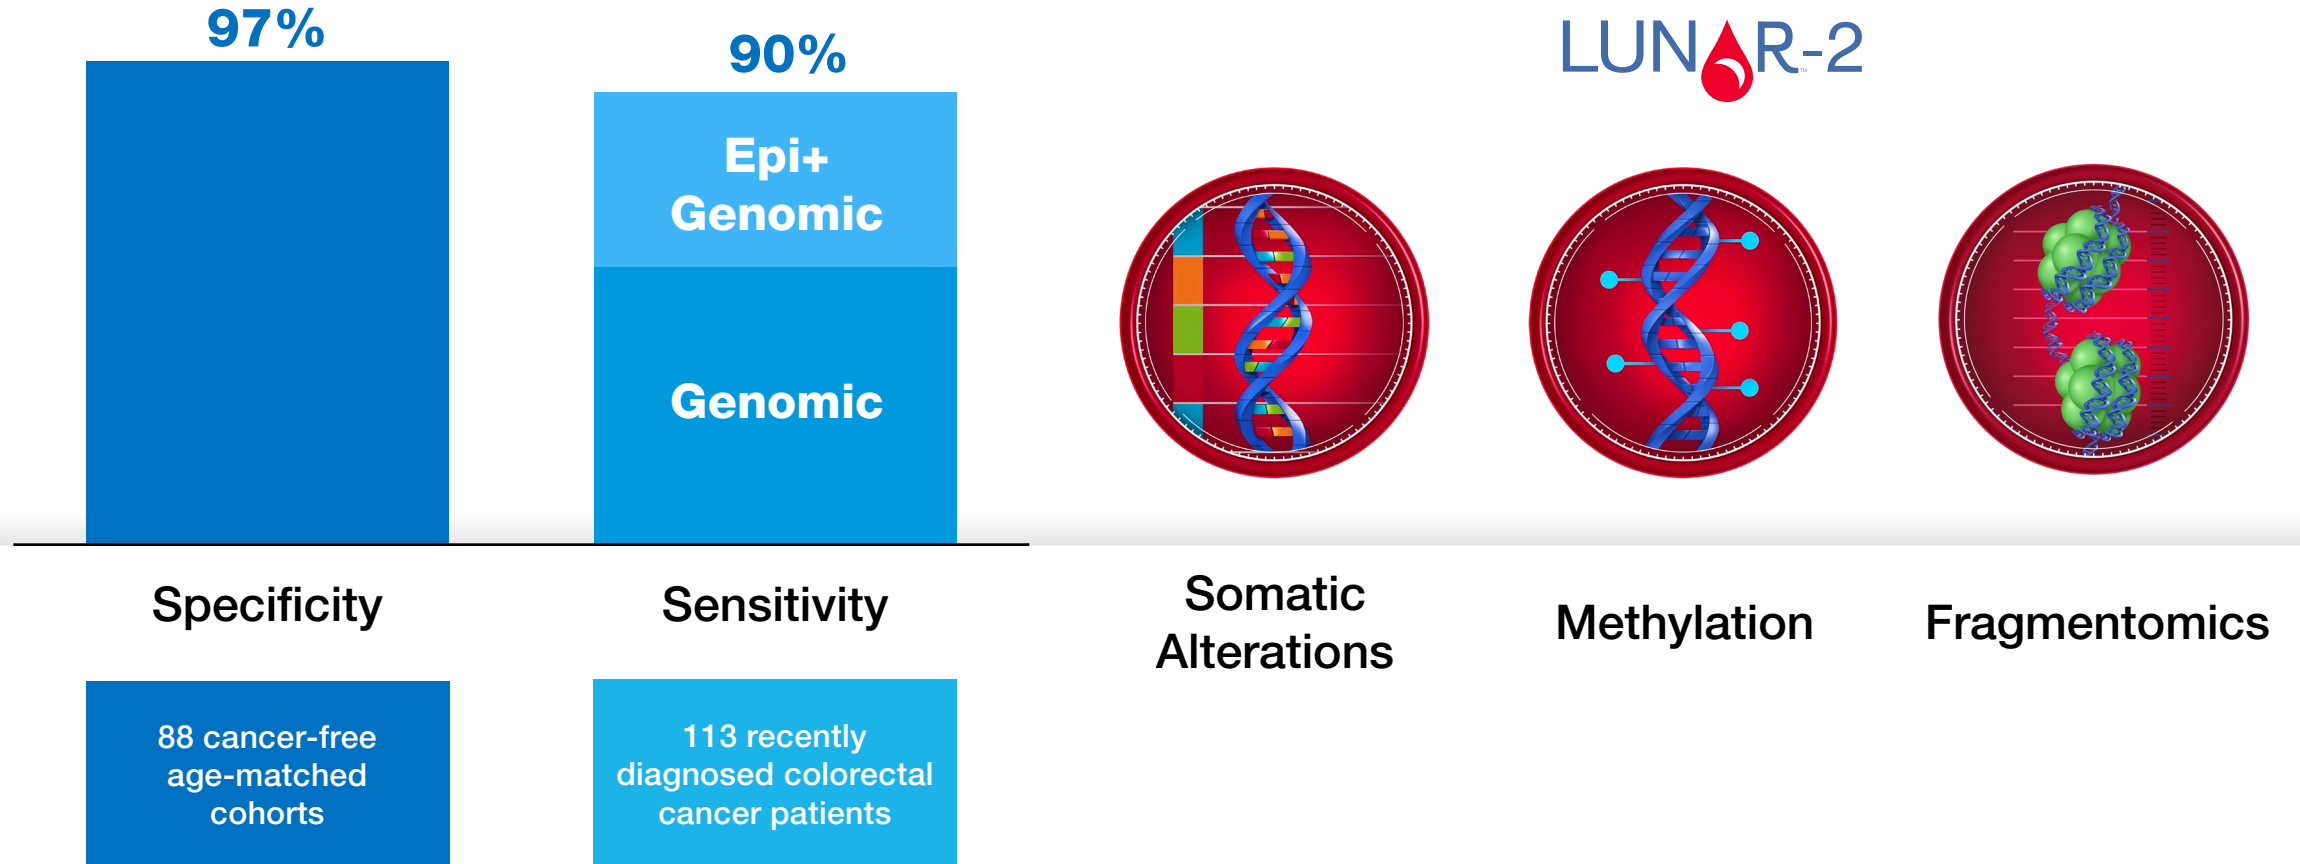 97%
90%
Epi+
Genomic
Genomic
Specificity
Sensitivity
88 cancer-free
age-matched
cohorts
113 recently
diagnosed colorectal
cancer patients
LUNAR-2
Somatic
Alterations
Methylation
Fragmentomics